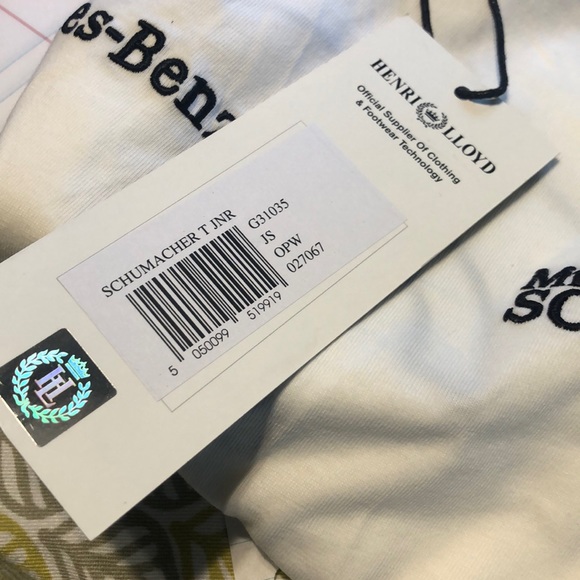 es-Benz
HENRI LLOYD
Official Supplier Of Clothing
& Footwear Technology
SCHUMACHER T JNR
G31035
JS
OPW
027067
5 050099 519919
HL
SC